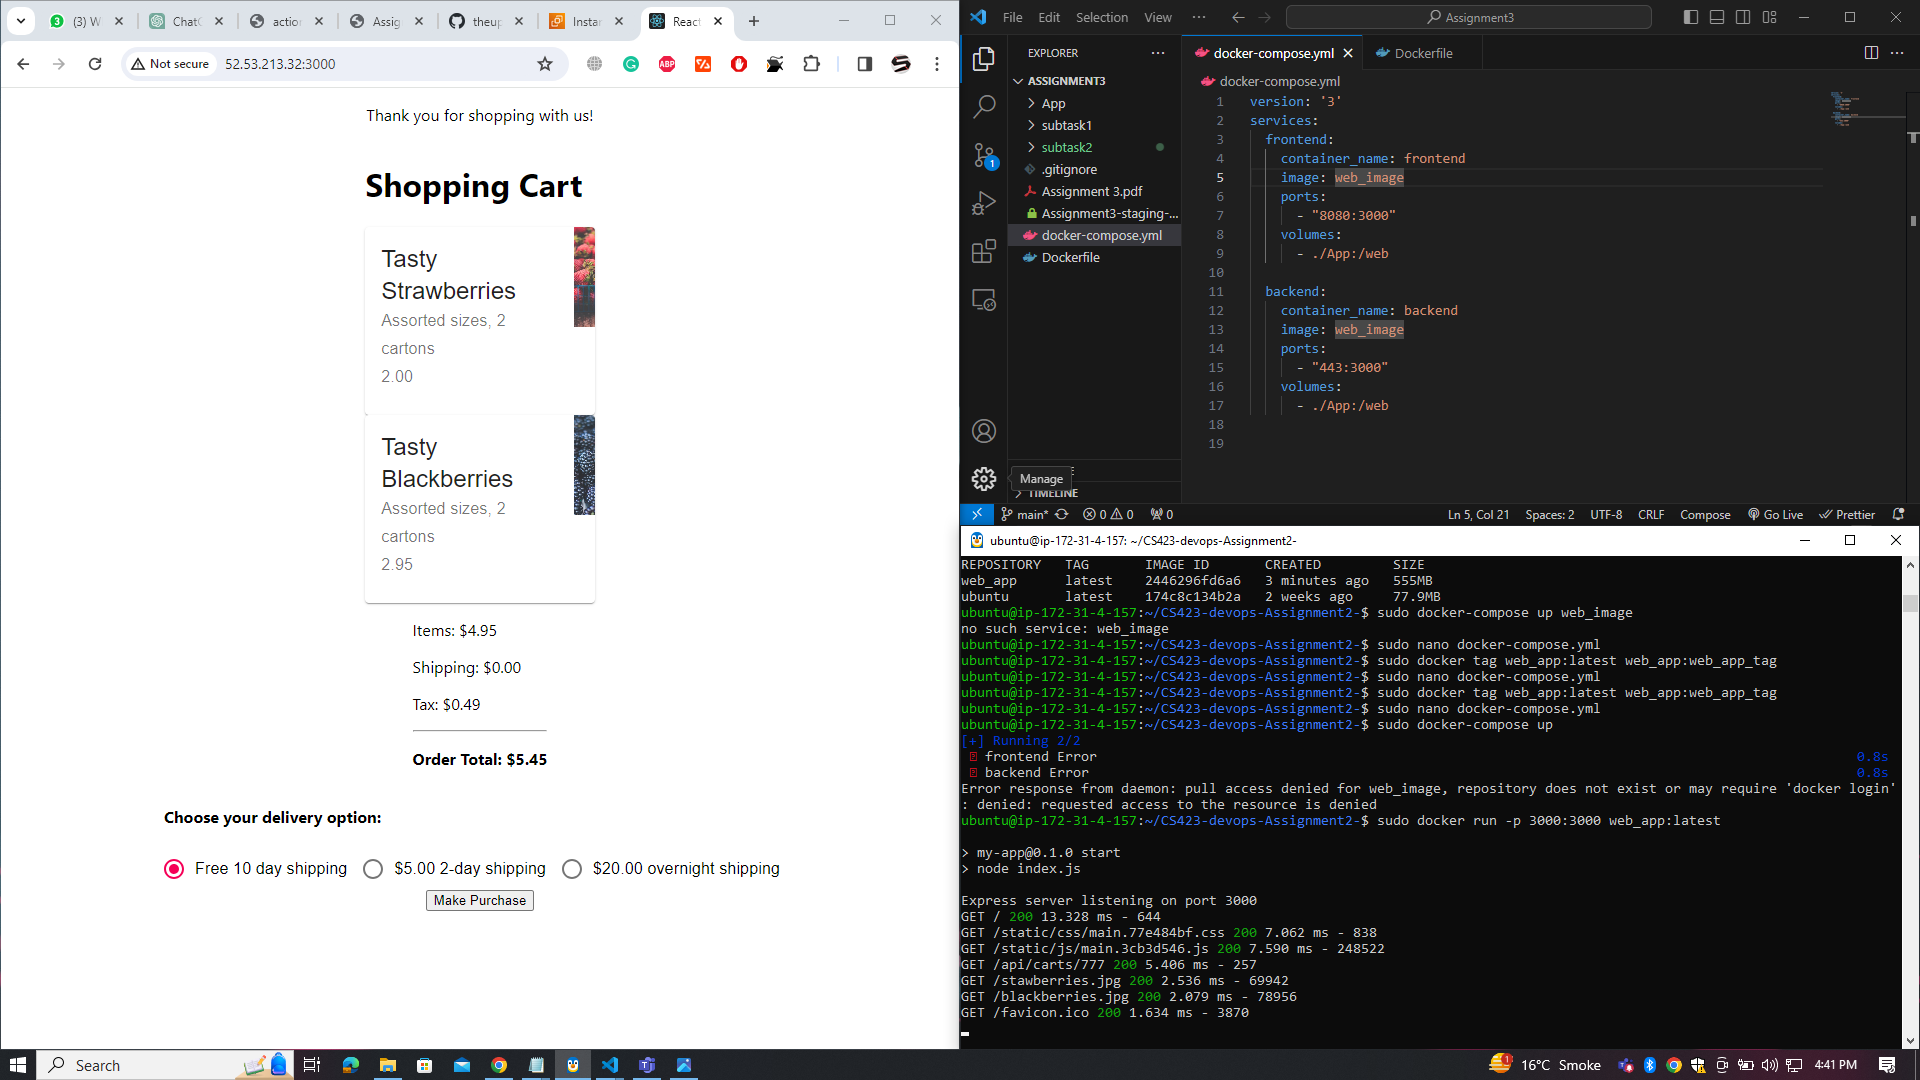 (3) W
ChatG
action
Assig
theup
Instan
React
Not secure
52.53.213.32:3000
Thank you for shopping with us!
Shopping Cart
Tasty
Strawberries
Assorted sizes, 2
cartons
2.00
Tasty
Blackberries
Assorted sizes, 2
cartons
2.95
Items: $4.95
Shipping: $0.00
Tax: $0.49
Order Total: $5.45
Choose your delivery option:
Free 10 day shipping
$5.00 2-day shipping
$20.00 overnight shipping
Make Purchase
File Edit Selection View ···
Assignment3
EXPLORER
ASSIGNMENT3
App
subtask1
subtask2
.gitignore
Assignment 3.pdf
Assignment3-staging-...
docker-compose.yml
Dockerfile
Manage
TIMELINE
1
docker-compose.yml
Dockerfile
docker-compose.yml
1 version: '3'
2 services:
3 frontend:
4 container_name: frontend
5 image: web_image
6 ports:
7 - "8080:3000"
8 volumes:
9 - ./App:/web
10
11 backend:
12 container_name: backend
13 image: web_image
14 ports:
15 - "443:3000"
16 volumes:
17 - ./App:/web
18
19
main* 0 0 0 Ln 5, Col 21 Spaces: 2 UTF-8 CRLF Compose Go Live Prettier
ubuntu@ip-172-31-4-157: ~/CS423-devops-Assignment2-
REPOSITORY TAG IMAGE ID CREATED SIZE
web_app latest 2446296fd6a6 3 minutes ago 555MB
ubuntu latest 174c8c134b2a 2 weeks ago 77.9MB
ubuntu@ip-172-31-4-157:~/CS423-devops-Assignment2-$ sudo docker-compose up web_image
no such service: web_image
ubuntu@ip-172-31-4-157:~/CS423-devops-Assignment2-$ sudo nano docker-compose.yml
ubuntu@ip-172-31-4-157:~/CS423-devops-Assignment2-$ sudo docker tag web_app:latest web_app:web_app_tag
ubuntu@ip-172-31-4-157:~/CS423-devops-Assignment2-$ sudo nano docker-compose.yml
ubuntu@ip-172-31-4-157:~/CS423-devops-Assignment2-$ sudo docker tag web_app:latest web_app:web_app_tag
ubuntu@ip-172-31-4-157:~/CS423-devops-Assignment2-$ sudo nano docker-compose.yml
ubuntu@ip-172-31-4-157:~/CS423-devops-Assignment2-$ sudo docker-compose up
[+] Running 2/2
frontend Error 0.8s
backend Error 0.8s
Error response from daemon: pull access denied for web_image, repository does not exist or may require 'docker login'
: denied: requested access to the resource is denied
ubuntu@ip-172-31-4-157:~/CS423-devops-Assignment2-$ sudo docker run -p 3000:3000 web_app:latest
> my-app@0.1.0 start
> node index.js
Express server listening on port 3000
GET / 200 13.328 ms - 644
GET /static/css/main.77e484bf.css 200 7.062 ms - 838
GET /static/js/main.3cb3d546.js 200 7.590 ms - 248522
GET /api/carts/777 200 5.406 ms - 257
GET /stawberries.jpg 200 2.536 ms - 69942
GET /blackberries.jpg 200 2.079 ms - 78956
GET /favicon.ico 200 1.634 ms - 3870
Search
16°C Smoke
4:41 PM